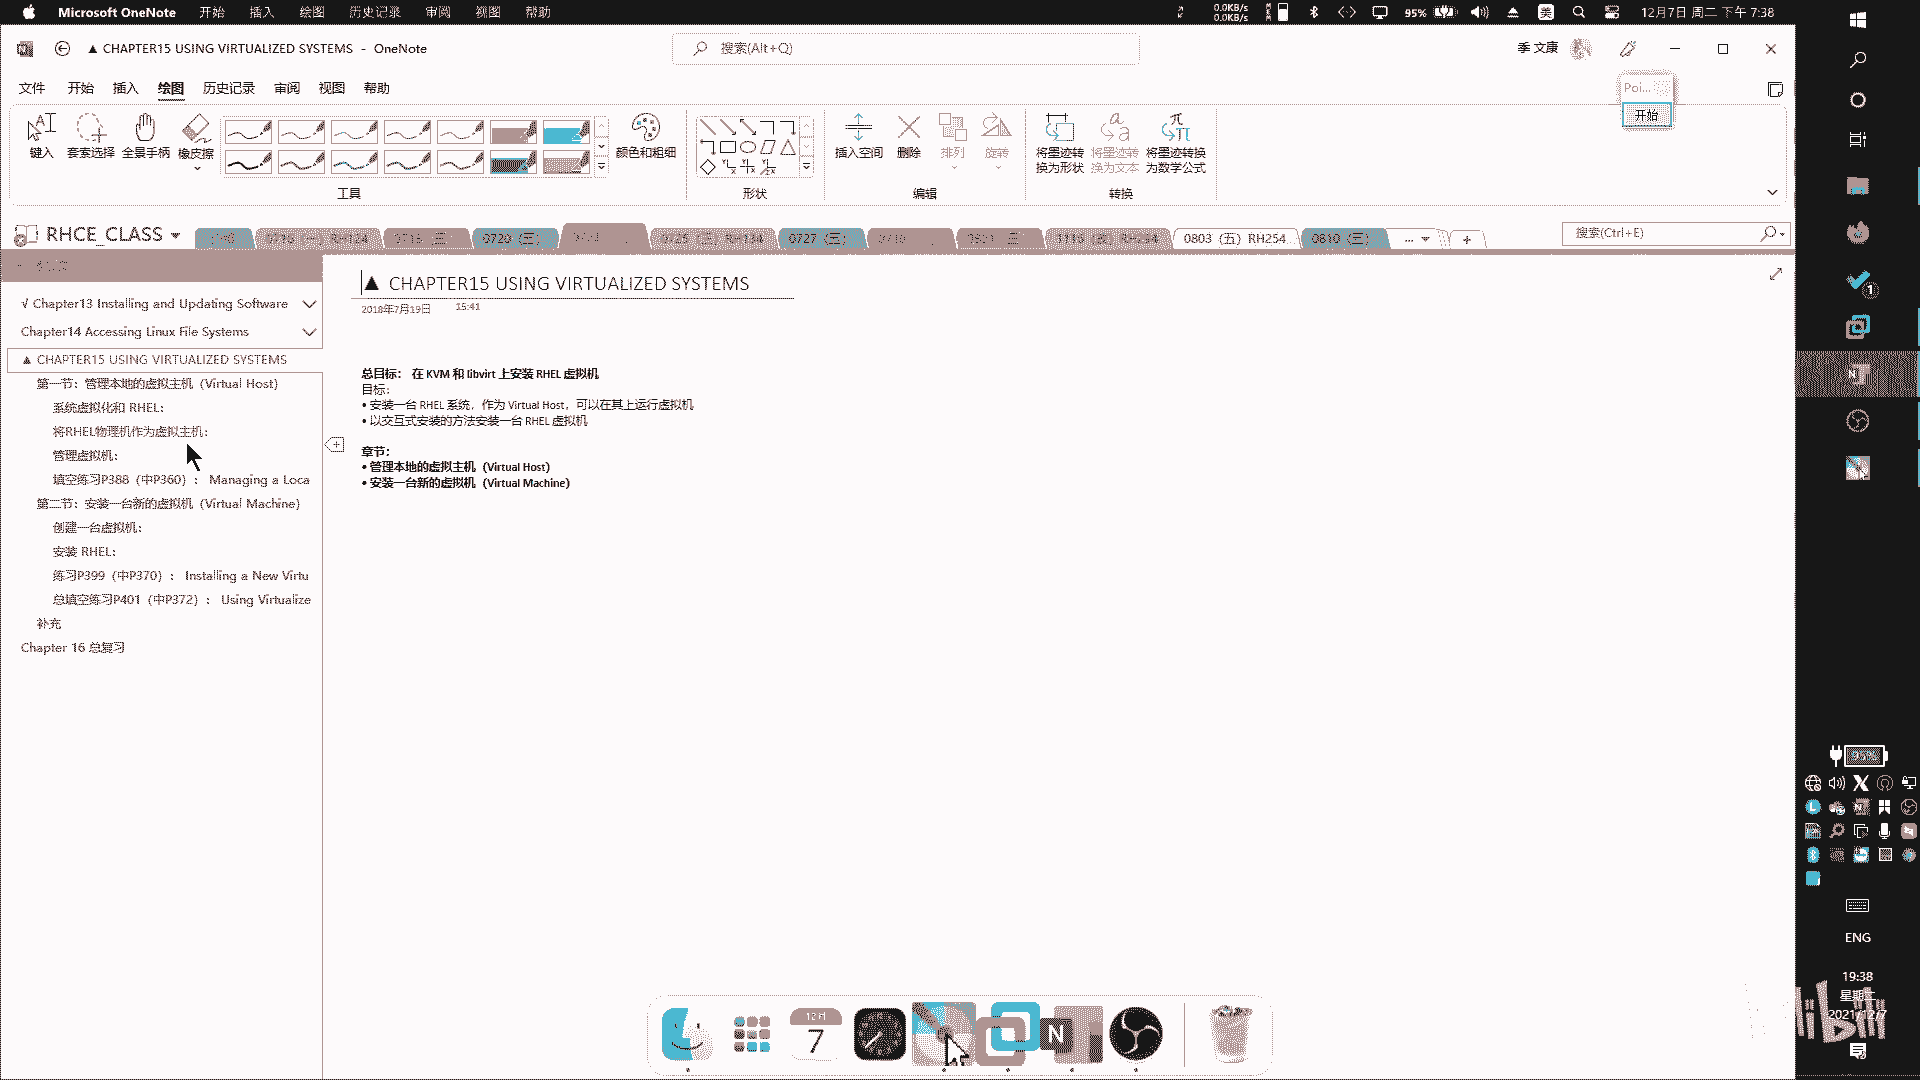 Microsoft OneNote 开始 插入 绘图 历史记录 审阅 视图 帮助
0.0KB/s
0.0KB/s
95%
美
12月7日 周二 下午 7:38
▲ CHAPTER15 USING VIRTUALIZED SYSTEMS - OneNote
搜索(Alt+Q)
季 文康
文件 开始 插入 绘图 历史记录 审阅 视图 帮助
Poi...
开始
键入 套索选择 全景手柄 橡皮擦
颜色和粗细
插入空间 删除 排列 旋转
将墨迹转换为形状
将墨迹转换为文本
将墨迹转换为数学公式
工具 形状 编辑 转换
RHCE_CLASS
0720 (三)
0727 (三)
0803 (五) RH254
0810 (三)
搜索(Ctrl+E)
√ Chapter13 Installing and Updating Software
Chapter14 Accessing Linux File Systems
▲ CHAPTER15 USING VIRTUALIZED SYSTEMS
第一节：管理本地的虚拟主机（Virtual Host）
系统虚拟化和 RHEL：
将RHEL物理机作为虚拟主机：
管理虚拟机：
填空练习P388（中P360）： Managing a Loca
第二节：安装一台新的虚拟机（Virtual Machine）
创建一台虚拟机：
安装 RHEL：
练习P399（中P370）： Installing a New Virtu
总填空练习P401（中P372）： Using Virtualize
补充
Chapter 16 总复习
▲ CHAPTER15 USING VIRTUALIZED SYSTEMS
2018年7月19日 15:41
总目标： 在 KVM 和 libvirt 上安装 RHEL 虚拟机
目标：
• 安装一台 RHEL 系统，作为 Virtual Host，可以在其上运行虚拟机
• 以交互式安装的方法安装一台 RHEL 虚拟机
章节：
• 管理本地的虚拟主机（Virtual Host）
• 安装一台新的虚拟机（Virtual Machine）
12月
7
N
95%
ENG
19:38
星期二
2021/12/7